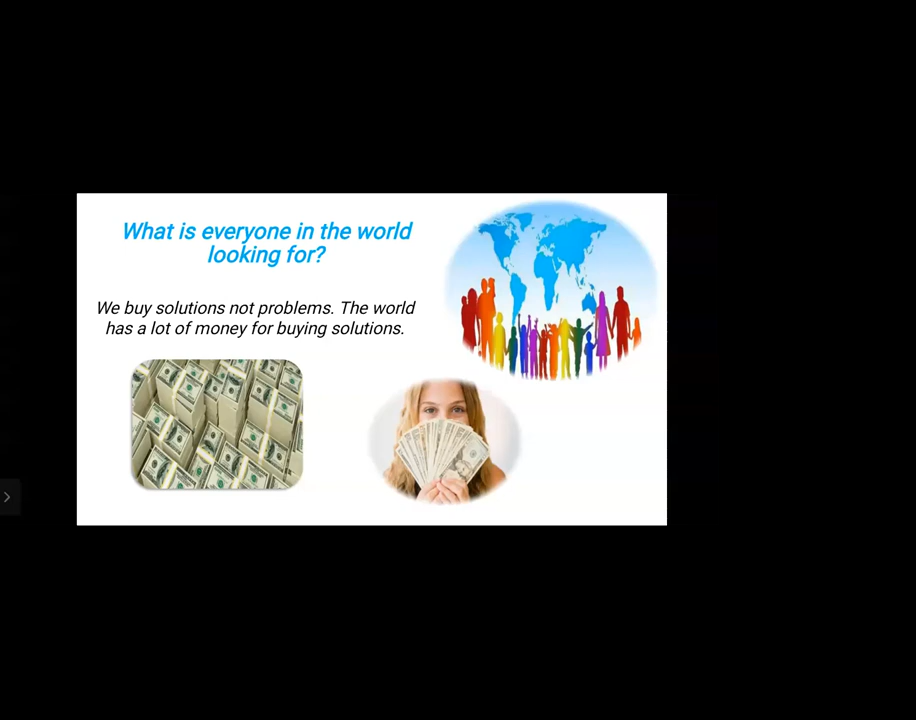 What is everyone in the world
looking for?
We buy solutions not problems. The world
has a lot of money for buying solutions.